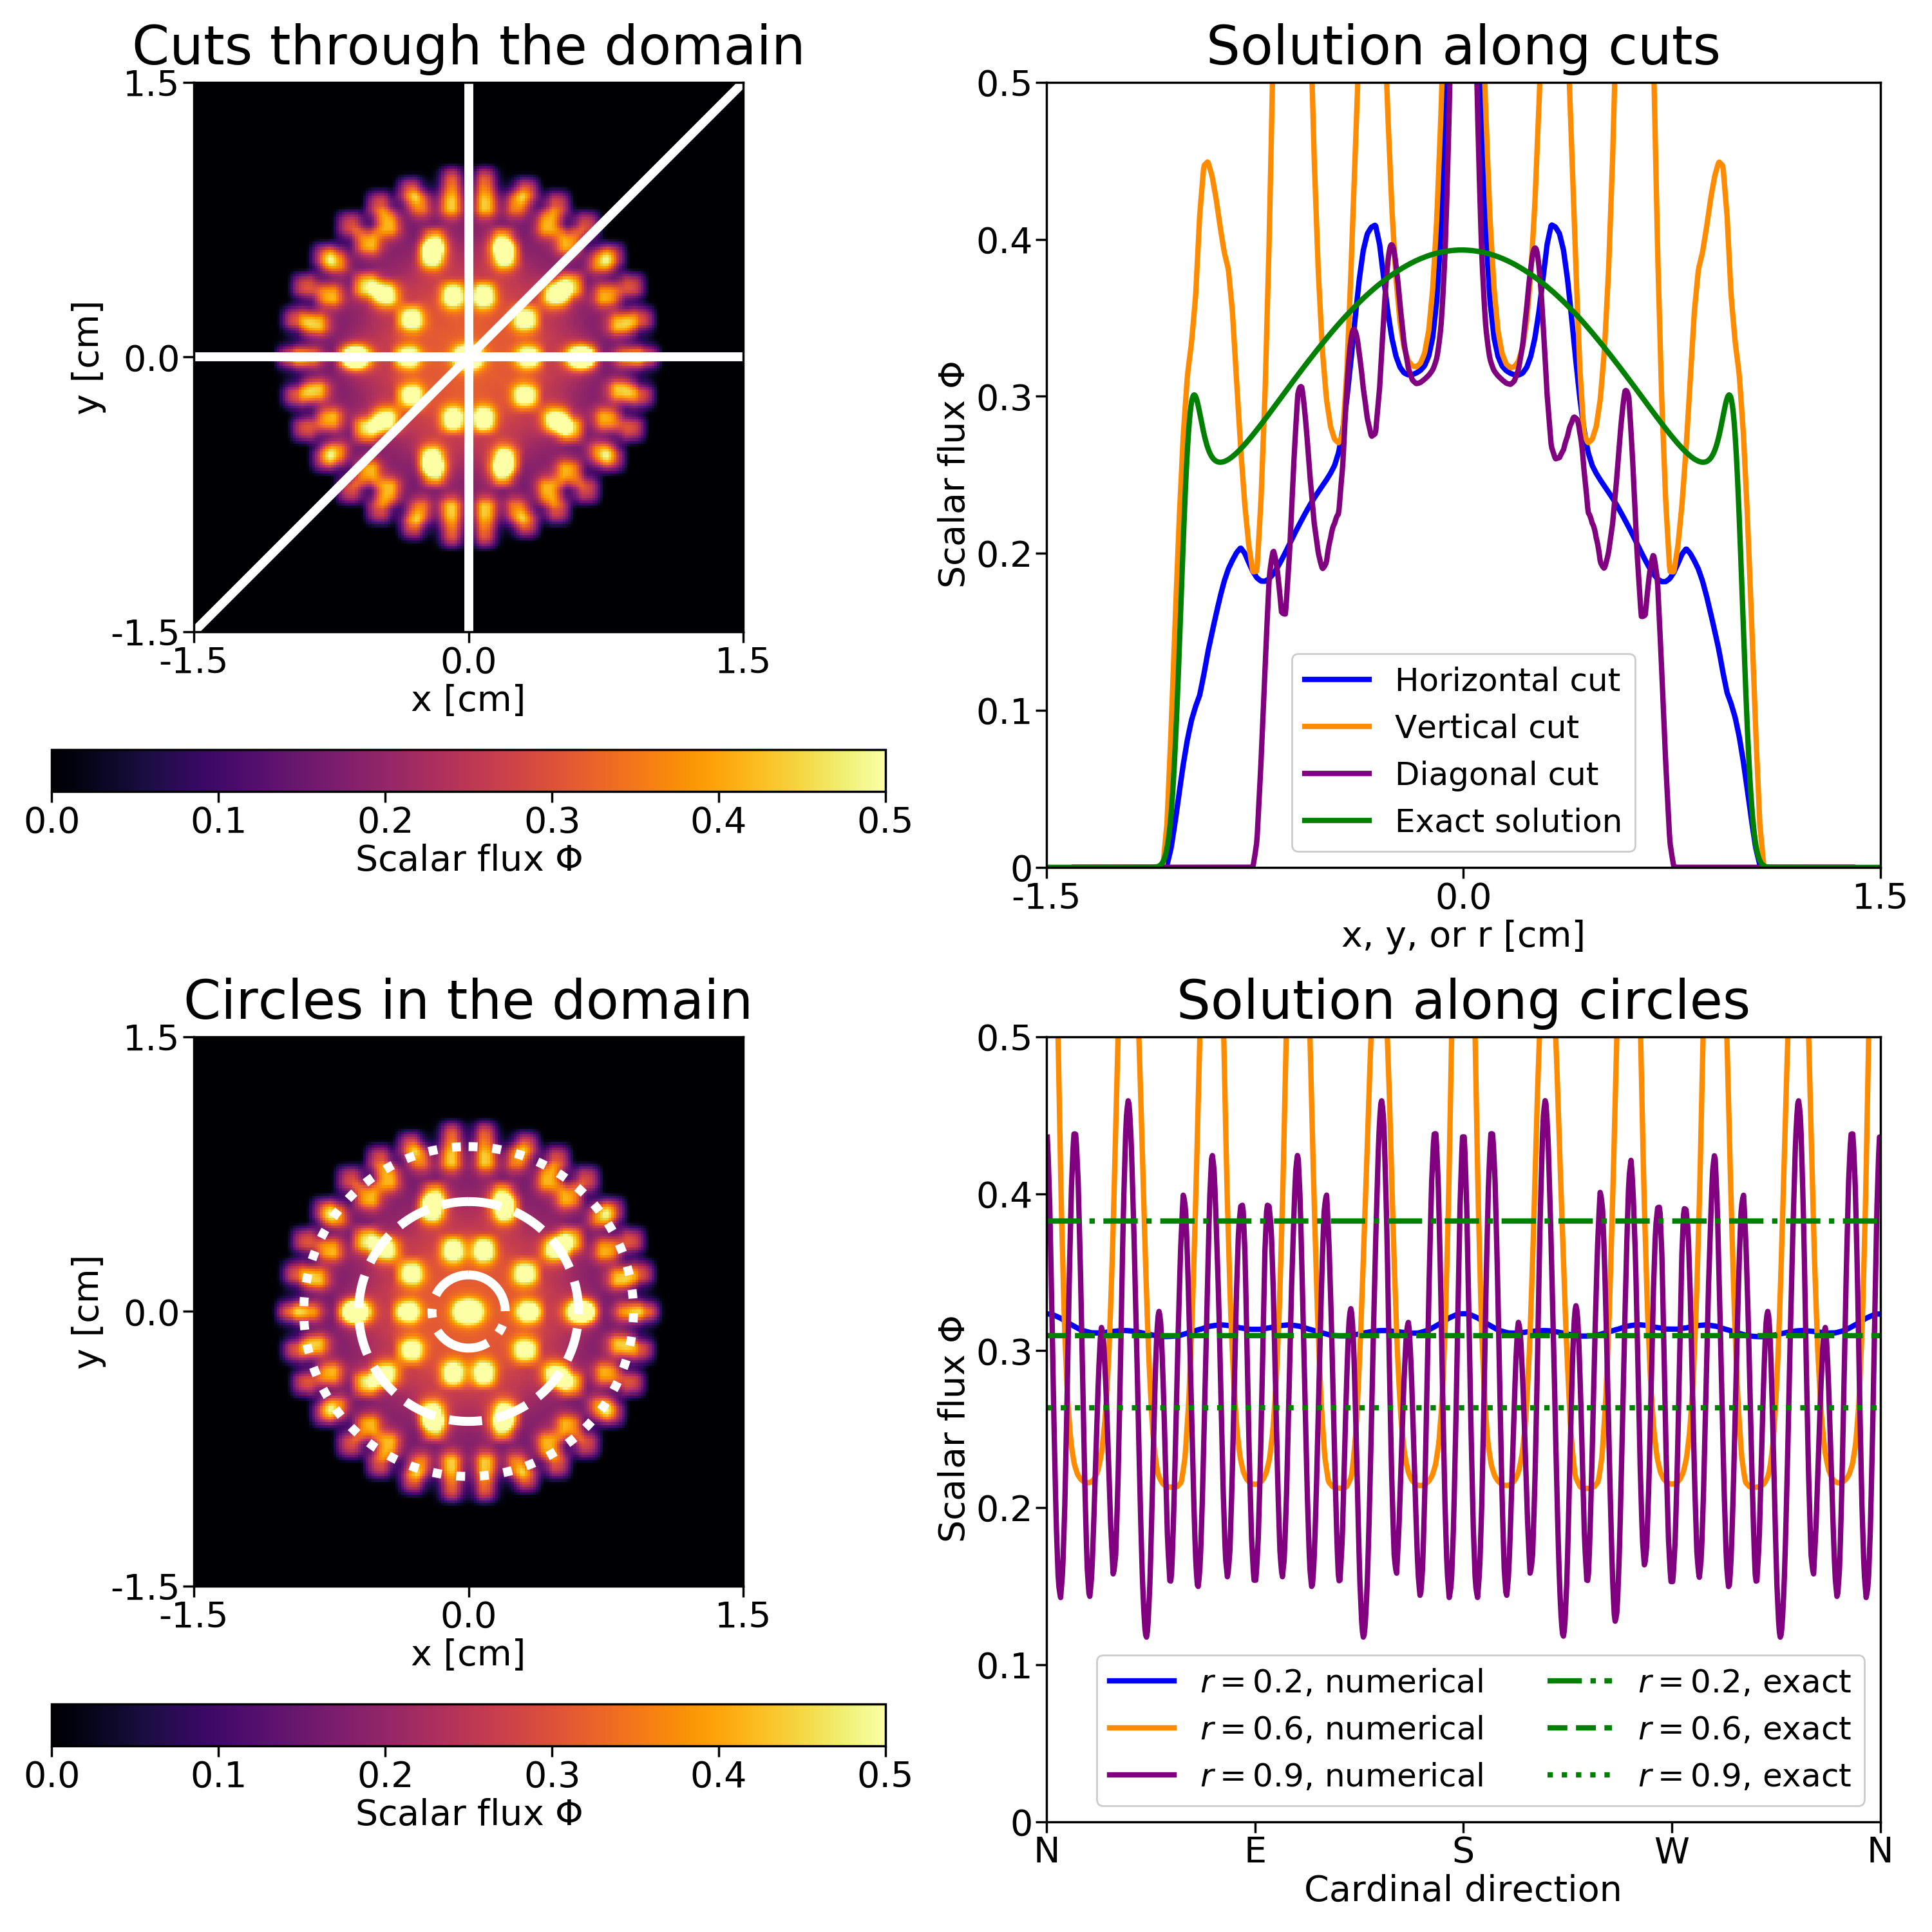 Cuts through the domain
1.5
0.0
-1.5
y [cm]
-1.5 0.0 1.5
x [cm]
0.0 0.1 0.2 0.3 0.4 0.5
Scalar flux Φ
Solution along cuts
0.5
0.4
0.3
0.2
0.1
0
Scalar flux Φ
Horizontal cut
Vertical cut
Diagonal cut
Exact solution
-1.5 0.0 1.5
x, y, or r [cm]
Circles in the domain
1.5
0.0
-1.5
y [cm]
-1.5 0.0 1.5
x [cm]
0.0 0.1 0.2 0.3 0.4 0.5
Scalar flux Φ
Solution along circles
0.5
0.4
0.3
0.2
0.1
0
Scalar flux Φ
r = 0.2, numerical
r = 0.6, numerical
r = 0.9, numerical
r = 0.2, exact
r = 0.6, exact
r = 0.9, exact
N E S W N
Cardinal direction